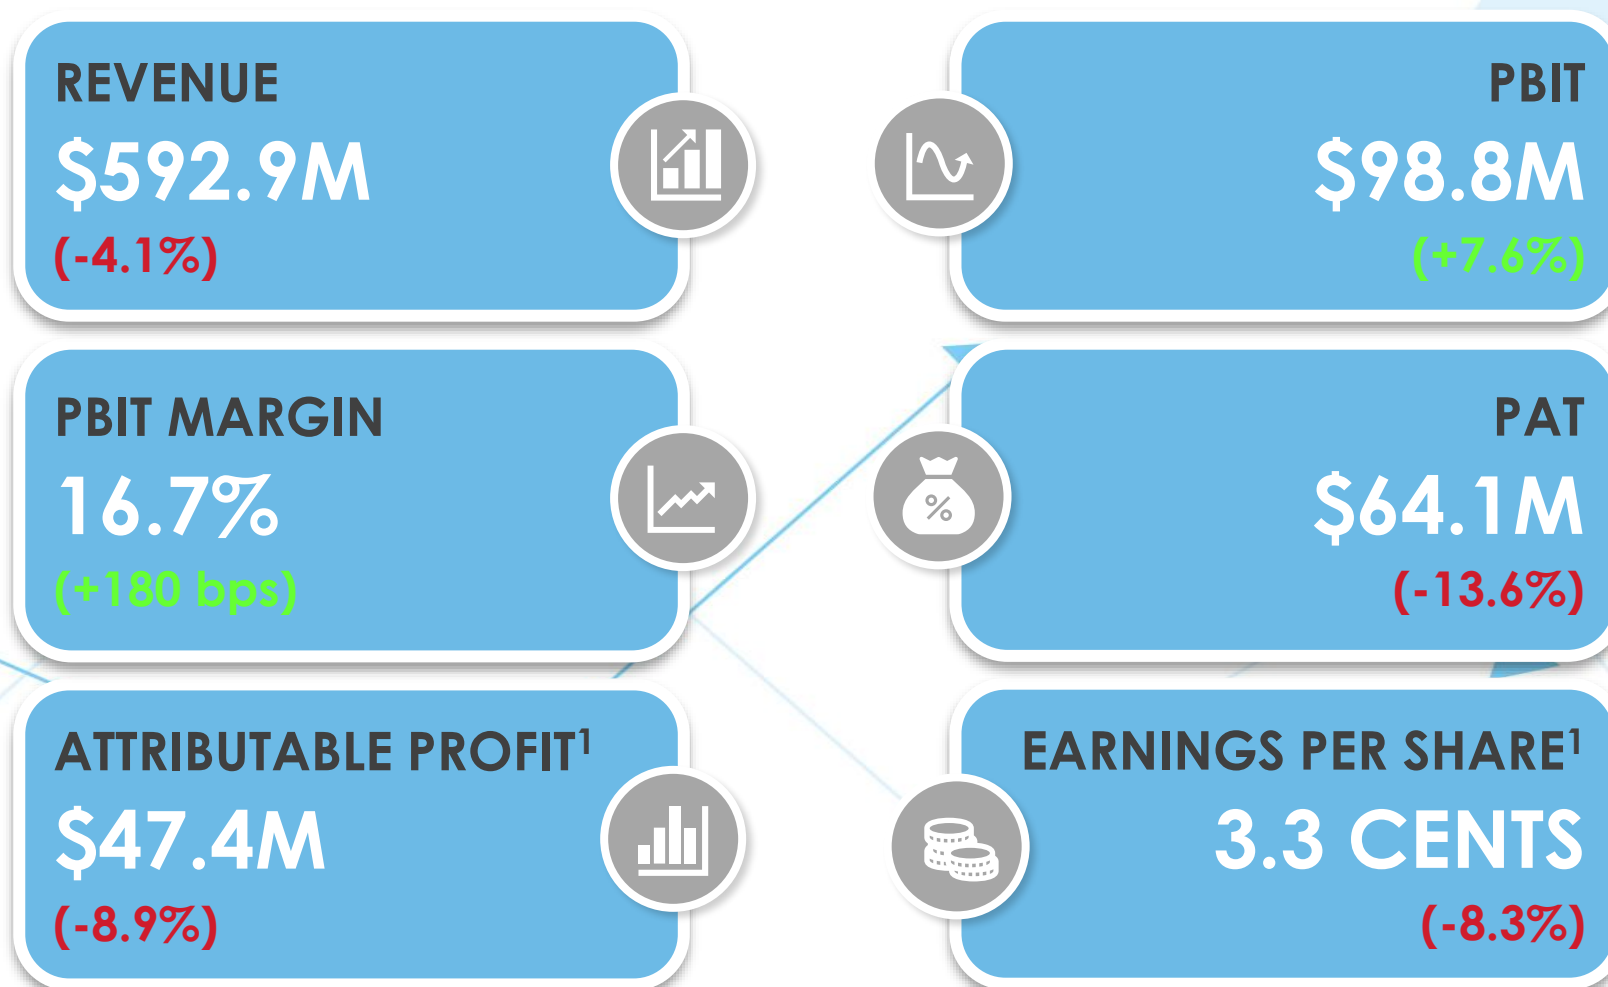 REVENUE
$592.9M
(-4.1%)
PBIT
$98.8M
(+7.6%)
PBIT MARGIN
16.7%
(+180 bps)
PAT
$64.1M
(-13.6%)
ATTRIBUTABLE PROFIT¹
$47.4M
(-8.9%)
EARNINGS PER SHARE¹
3.3 CENTS
(-8.3%)
%